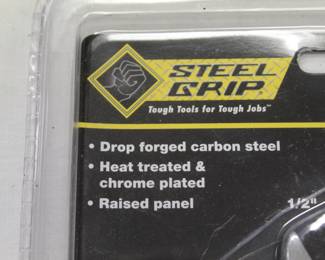 STEEL
GRIP
Tough Tools for Tough Jobs™
• Drop forged carbon steel
• Heat treated &
chrome plated
• Raised panel
1/2"